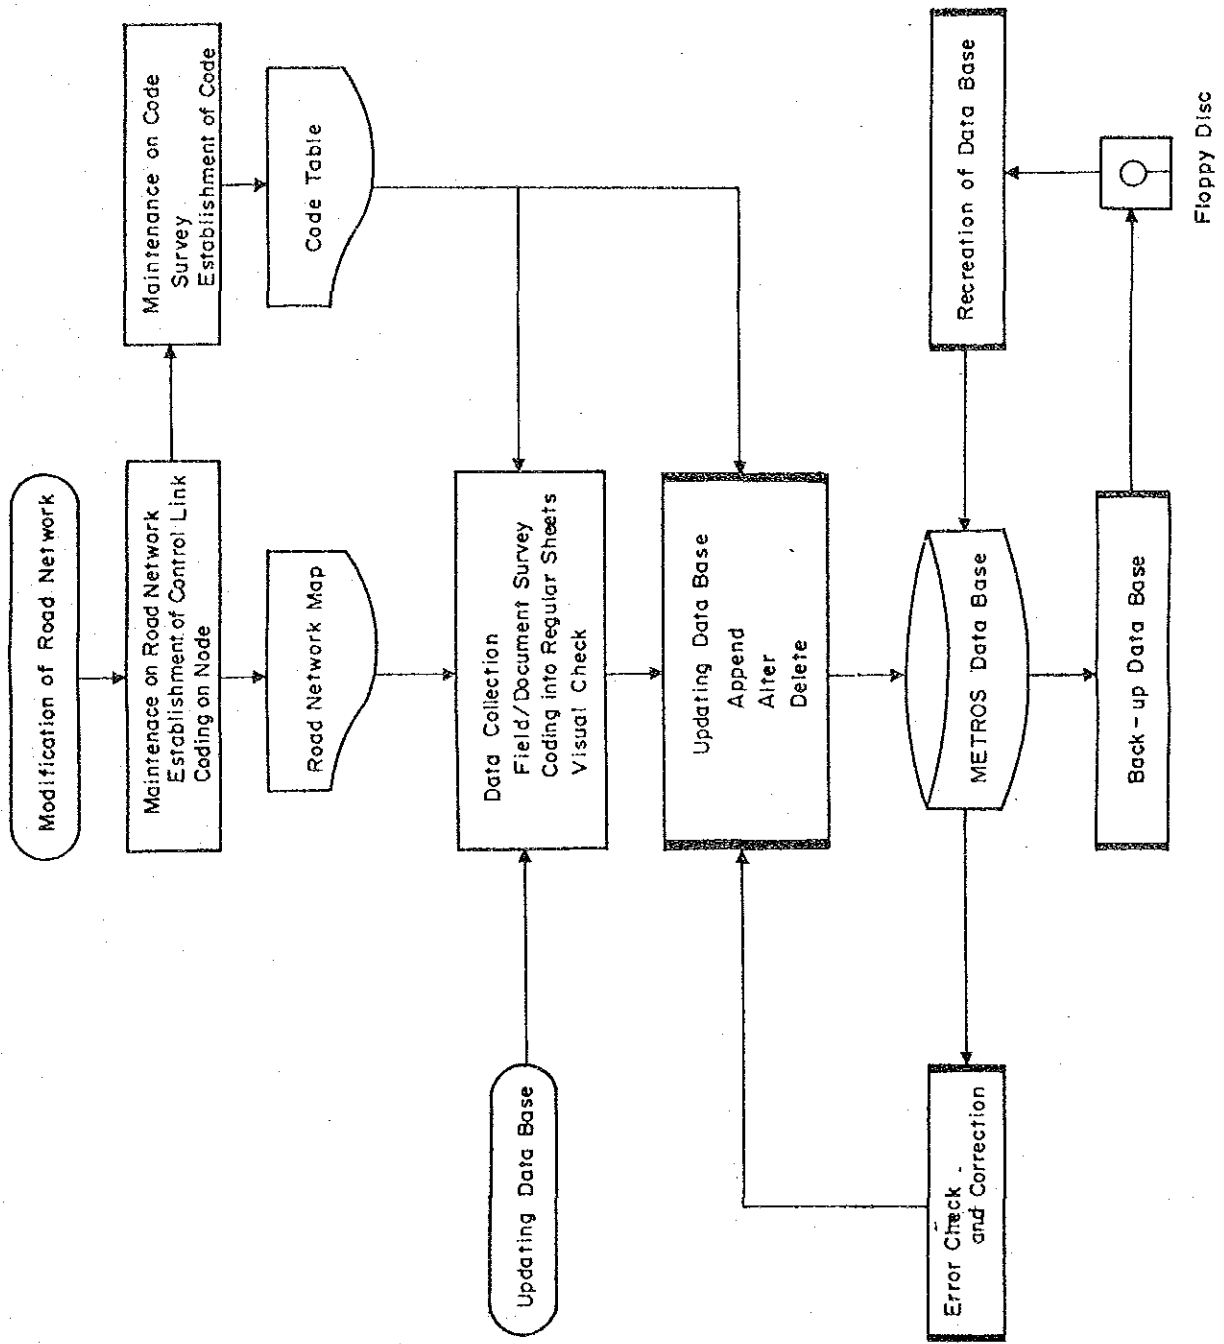 Modification of Road Network
Maintenace on Road Network
Establishment of Control Link
Coding on Node
Maintenance on Code
Survey
Establishment of Code
Road Network Map
Code Table
Updating Data Base
Data Collection
Field/Document Survey
Coding into Regular Sheets
Visual Check
Updating Data Base
Append
Alter
Delete
Error Check
and Correction
METROS Data Base
Recreation of Data Base
Back-up Data Base
Floppy Disc